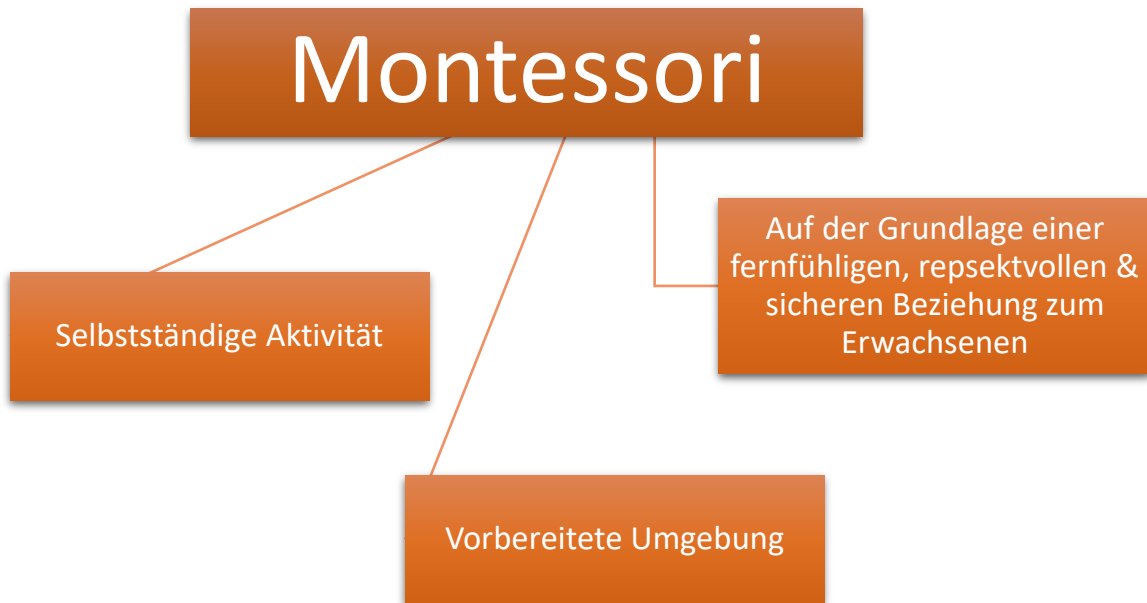 Montessori
Selbstständige Aktivität
Auf der Grundlage einer
fernfühligen, repsektvollen &
sicheren Beziehung zum
Erwachsenen
Vorbereitete Umgebung